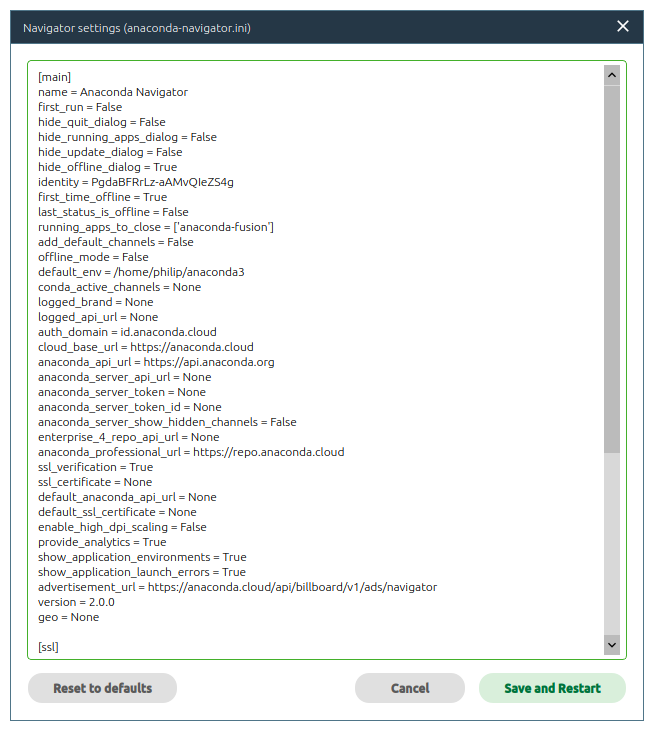 Navigator settings (anaconda-navigator.ini)
[main]
name = Anaconda Navigator
first_run = False
hide_quit_dialog = False
hide_running_apps_dialog = False
hide_update_dialog = False
hide_offline_dialog = True
identity = PgdaBFRrLz-aAMvQIeZS4g
first_time_offline = True
last_status_is_offline = False
running_apps_to_close = ['anaconda-fusion']
add_default_channels = False
offline_mode = False
default_env = /home/philip/anaconda3
conda_active_channels = None
logged_brand = None
logged_api_url = None
auth_domain = id.anaconda.cloud
cloud_base_url = https://anaconda.cloud
anaconda_api_url = https://api.anaconda.org
anaconda_server_api_url = None
anaconda_server_token = None
anaconda_server_token_id = None
anaconda_server_show_hidden_channels = False
enterprise_4_repo_api_url = None
anaconda_professional_url = https://repo.anaconda.cloud
ssl_verification = True
ssl_certificate = None
default_anaconda_api_url = None
default_ssl_certificate = None
enable_high_dpi_scaling = False
provide_analytics = True
show_application_environments = True
show_application_launch_errors = True
advertisement_url = https://anaconda.cloud/api/billboard/v1/ads/navigator
version = 2.0.0
geo = None
[ssl]
Reset to defaults
Cancel
Save and Restart